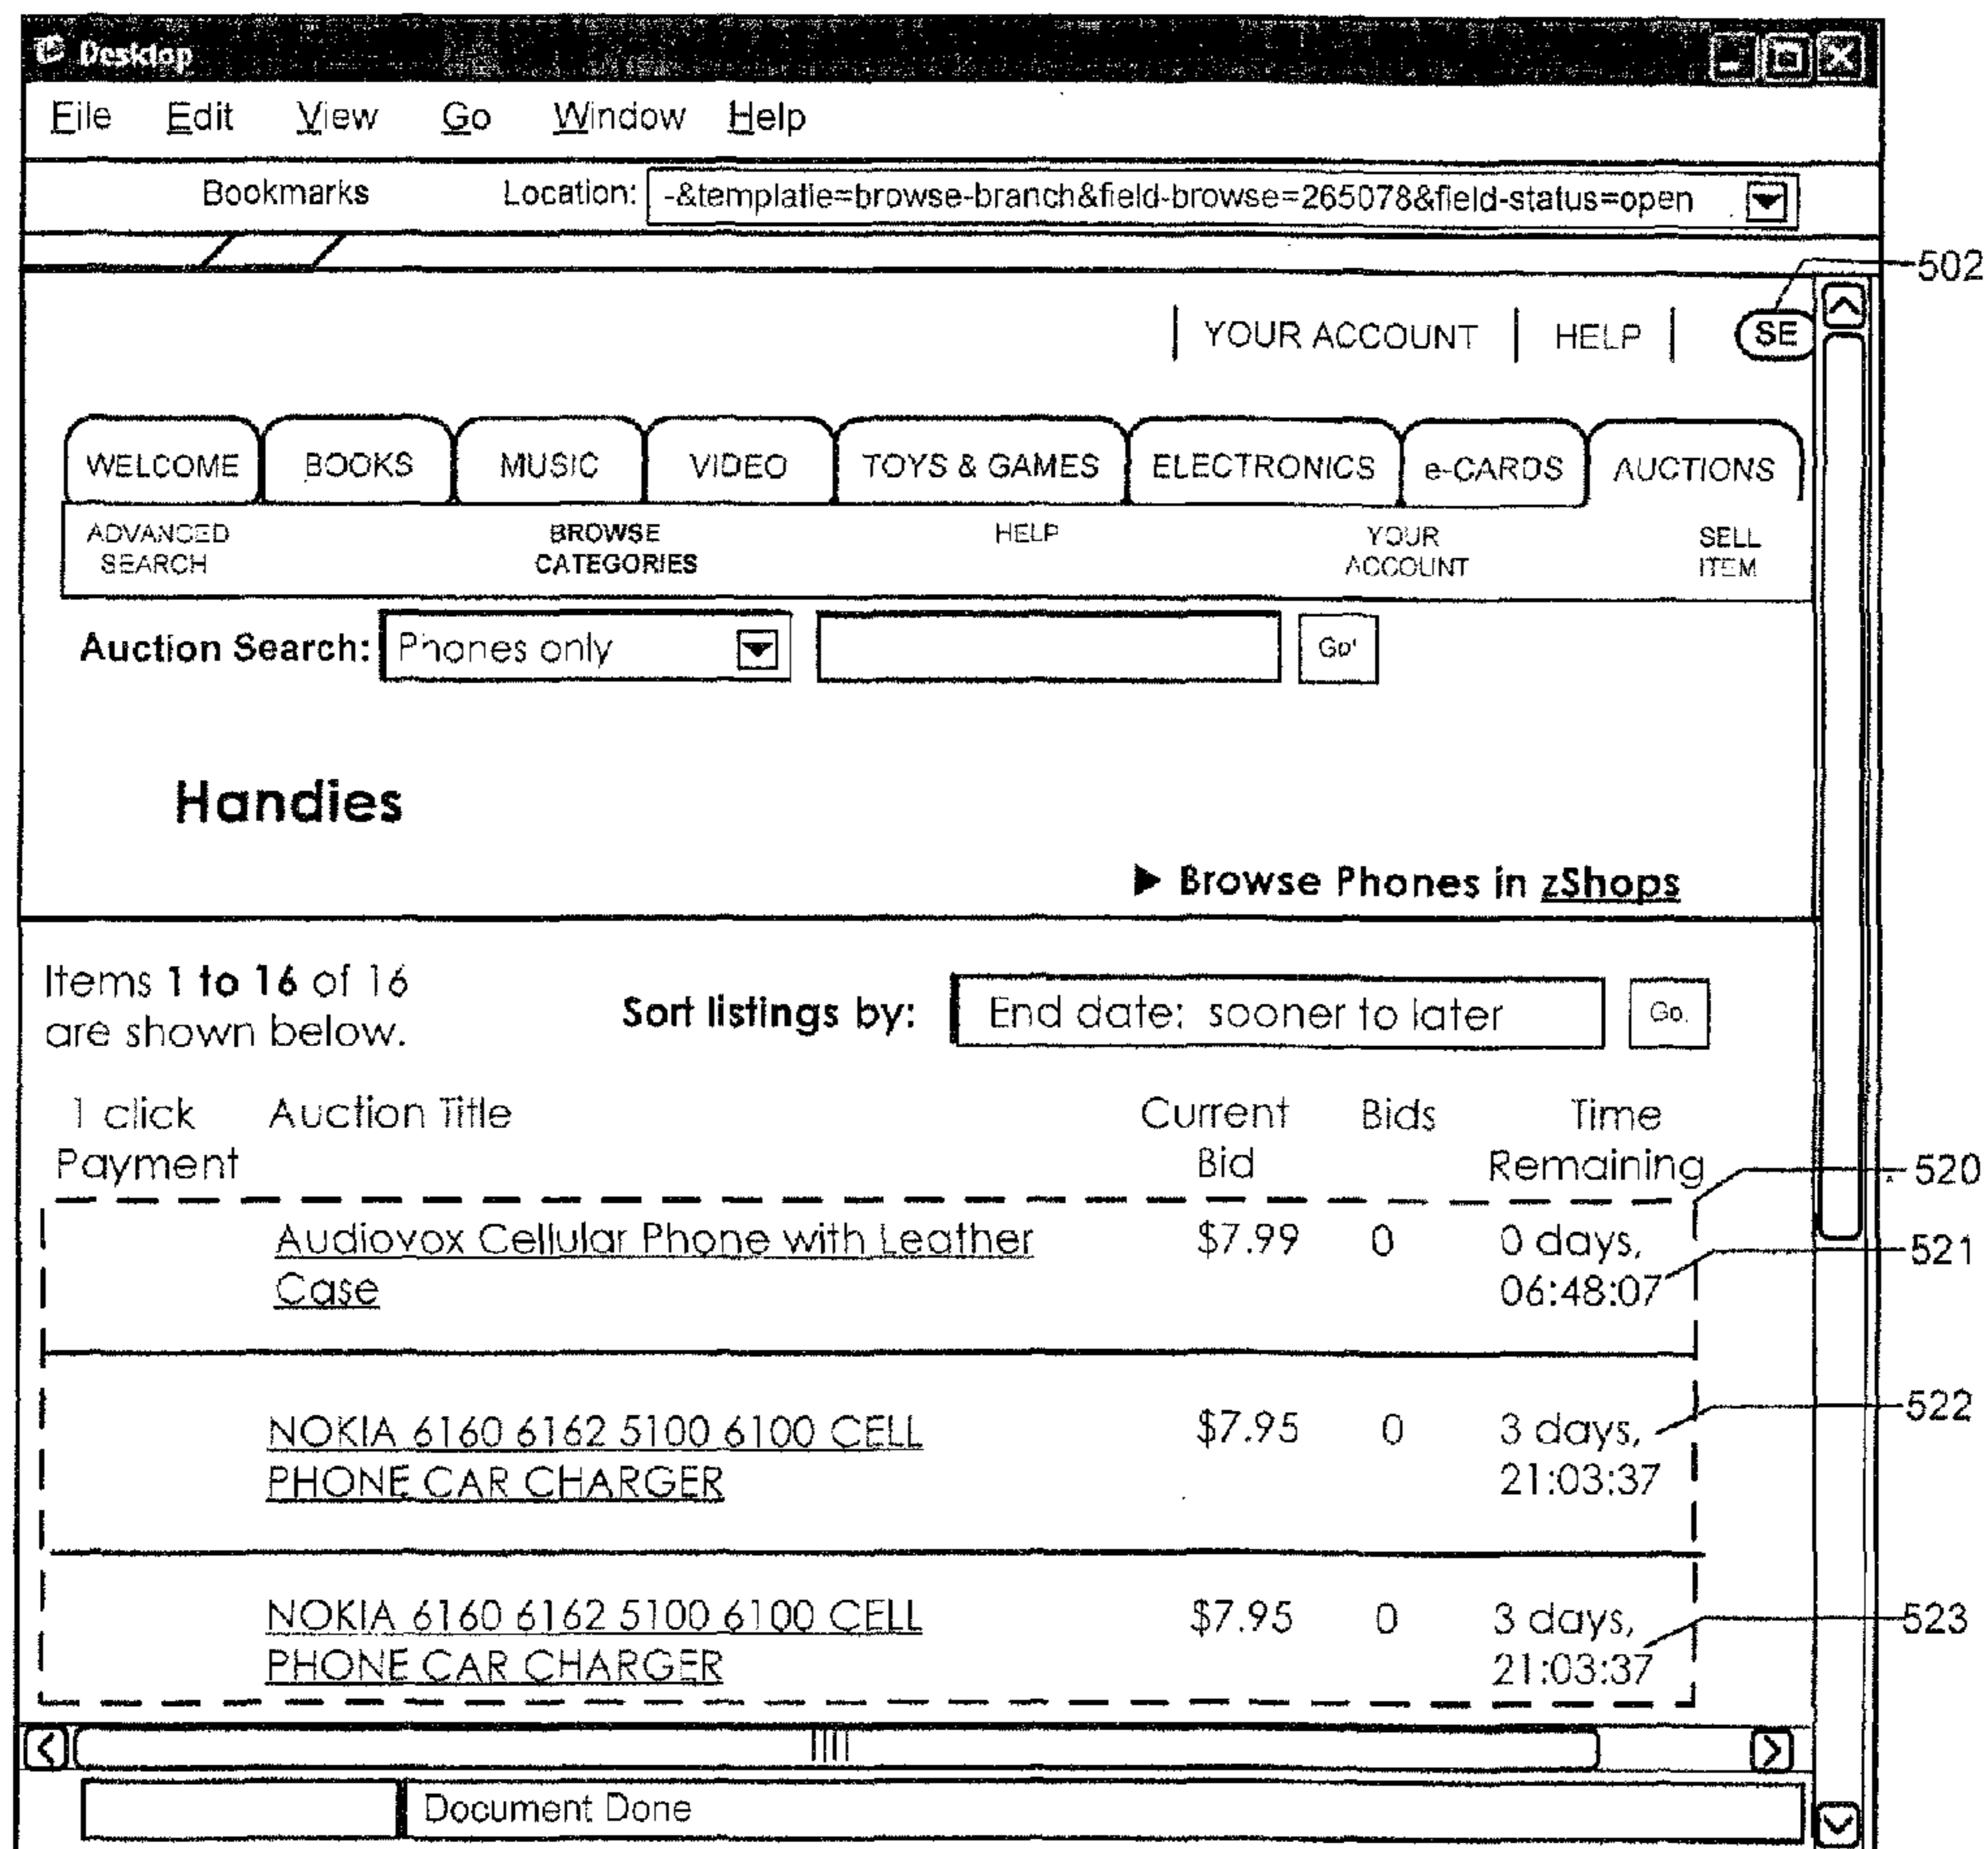 Desktop
File Edit View Go Window Help
Bookmarks Location: -&templatie=browse-branch&field-browse=265078&field-status=open
502
YOUR ACCOUNT | HELP | SE
WELCOME BOOKS MUSIC VIDEO TOYS & GAMES ELECTRONICS e-CARDS AUCTIONS
ADVANCED SEARCH BROWSE CATEGORIES HELP YOUR ACCOUNT SELL ITEM
Auction Search: Phones only Go!
Handies
▶ Browse Phones in zShops
Items 1 to 16 of 16
are shown below.
Sort listings by: End date: sooner to later Go.
1 click Payment Auction Title Current Bid Bids Time Remaining
520
Audiovox Cellular Phone with Leather $7.99 0 0 days, 521
Case 06:48:07
NOKIA 6160 6162 5100 6100 CELL $7.95 0 3 days, 522
PHONE CAR CHARGER 21:03:37
NOKIA 6160 6162 5100 6100 CELL $7.95 0 3 days, 523
PHONE CAR CHARGER 21:03:37
Document Done